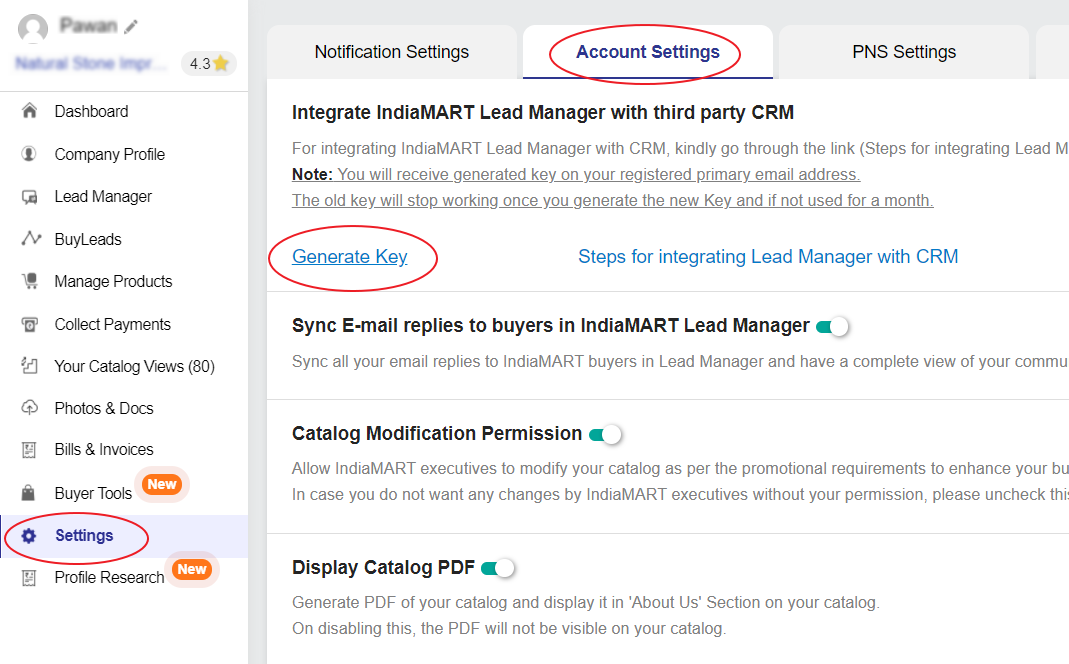 4.3
Dashboard
Company Profile
Lead Manager
BuyLeads
Manage Products
Collect Payments
Your Catalog Views (80)
Photos & Docs
Bills & Invoices
Buyer Tools New
Settings
Profile Research New
Notification Settings
Account Settings
PNS Settings
Integrate IndiaMART Lead Manager with third party CRM
For integrating IndiaMART Lead Manager with CRM, kindly go through the link (Steps for integrating Lead M
Note: You will receive generated key on your registered primary email address.
The old key will stop working once you generate the new Key and if not used for a month.
Generate Key
Steps for integrating Lead Manager with CRM
Sync E-mail replies to buyers in IndiaMART Lead Manager
Sync all your email replies to IndiaMART buyers in Lead Manager and have a complete view of your commu
Catalog Modification Permission
Allow IndiaMART executives to modify your catalog as per the promotional requirements to enhance your bu
In case you do not want any changes by IndiaMART executives without your permission, please uncheck this
Display Catalog PDF
Generate PDF of your catalog and display it in 'About Us' Section on your catalog.
On disabling this, the PDF will not be visible on your catalog.